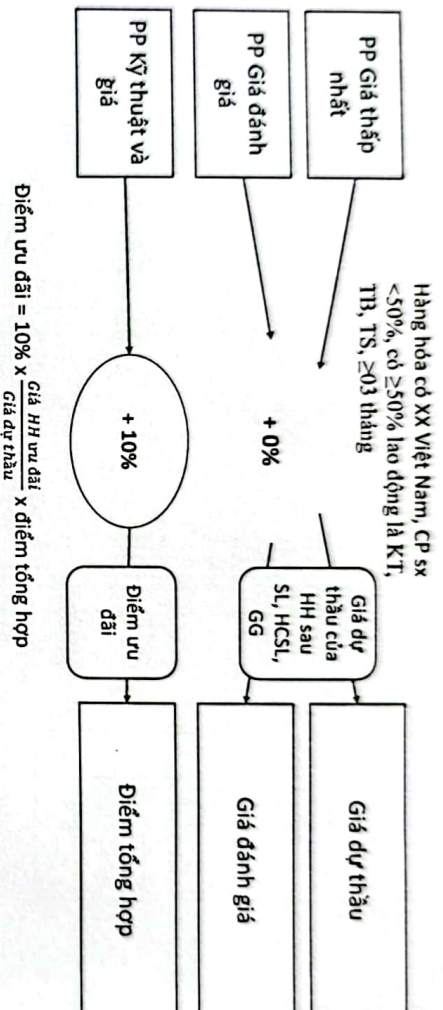 Hàng hóa có XX Việt Nam, CP sx
<50%, có ≥50% lao động là KT,
TB, TS, ≥03 tháng
PP Giá thấp
nhất
PP Giá đánh
giá
+ 0%
Giá dự
thầu của
HH sau
SL, HCSL,
GG
Giá dự thầu
Giá đánh giá
PP Kỹ thuật và
giá
+ 10%
Điểm ưu
đãi
Điểm tổng hợp
Điểm ưu đãi = 10% x Giá HH ưu đãi / Giá dự thầu x điểm tổng hợp